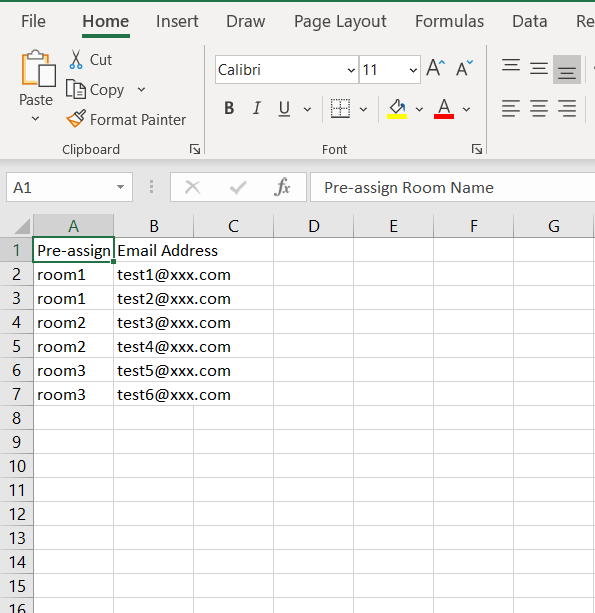 File Home Insert Draw Page Layout Formulas Data Re
Cut
Calibri 11 A A
Copy
Paste
B I U A
Format Painter
Clipboard Font
A1 fx Pre-assign Room Name
A B C D E F G
1 Pre-assign Email Address
2 room1 test1@xxx.com
3 room1 test2@xxx.com
4 room2 test3@xxx.com
5 room2 test4@xxx.com
6 room3 test5@xxx.com
7 room3 test6@xxx.com
8
9
10
11
12
13
14
15
16